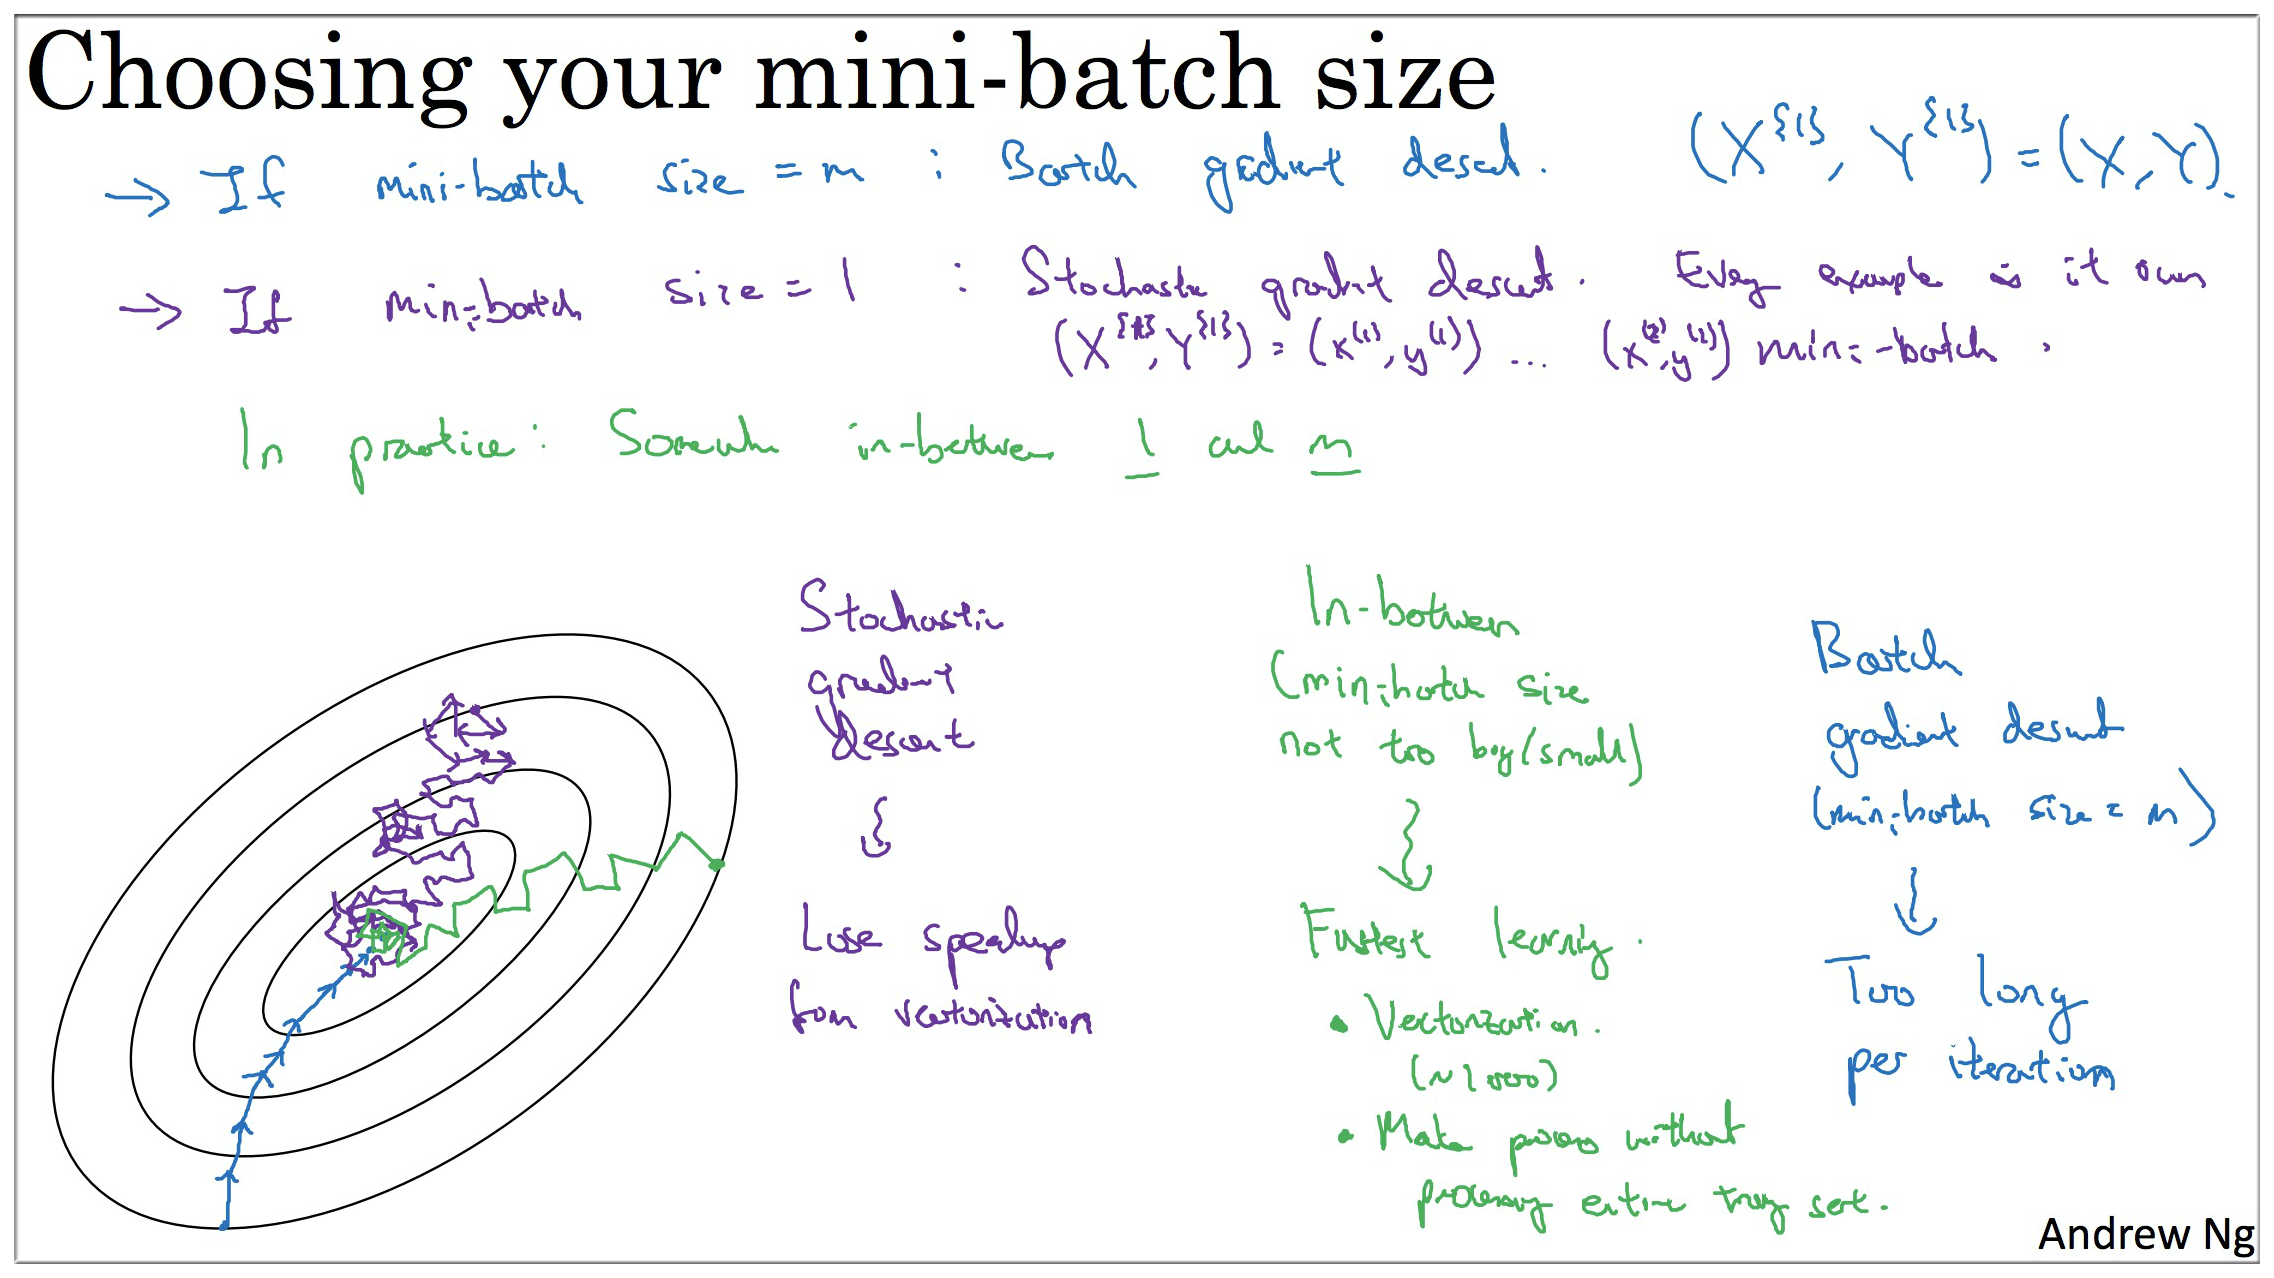 Choosing your mini-batch size
→ If mini-batch size = m : Batch gradient descent. (X^{1}, Y^{1}) = (X, Y).
→ If mini-batch size = 1 : Stochastic gradient descent. Every example is it own
(X^{1}, Y^{1}) = (x^(1), y^(1)) ... (x^(2), y^(2)) mini-batch.
In practice: Somewhere in-between 1 and m
Stochastic
gradient
descent
Lose speedup
from vectorization
In-between
(mini-batch size
not too big/small)
Fastest learning.
• Vectorization.
(~1000)
• Make progress without
processing entire training set.
Batch
gradient descent
(mini-batch size = m)
Too long
per iteration
Andrew Ng